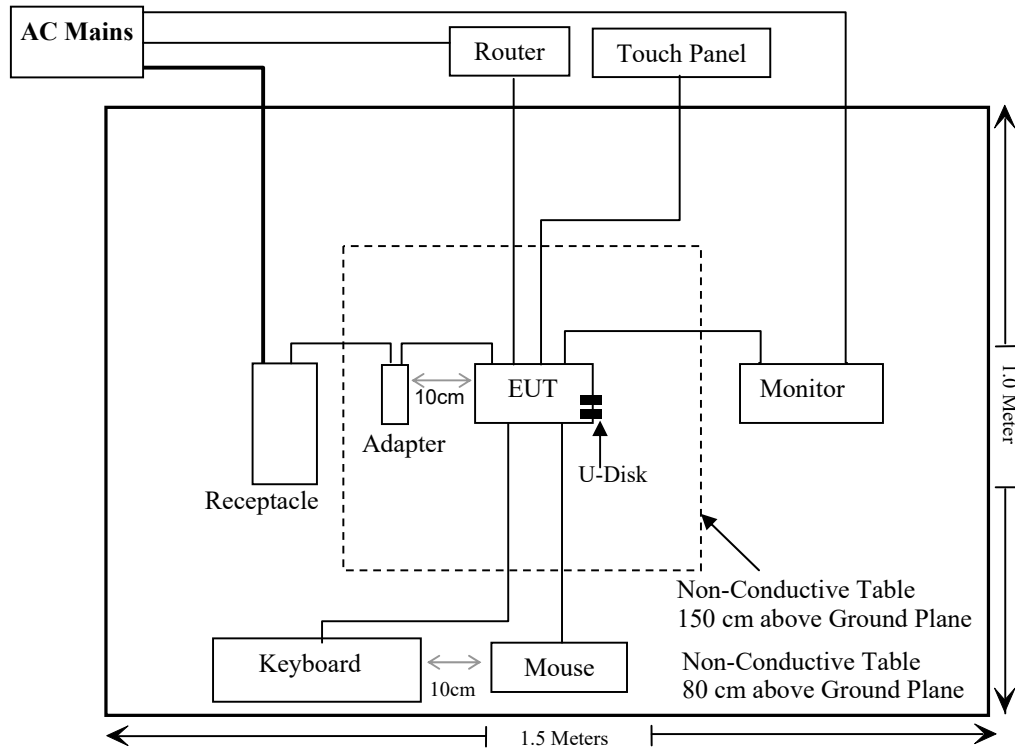 AC Mains
Router
Touch Panel
EUT
10cm
Monitor
Adapter
U-Disk
Receptacle
1.0 Meter
Non-Conductive Table
150 cm above Ground Plane
Keyboard
10cm
Mouse
Non-Conductive Table
80 cm above Ground Plane
1.5 Meters